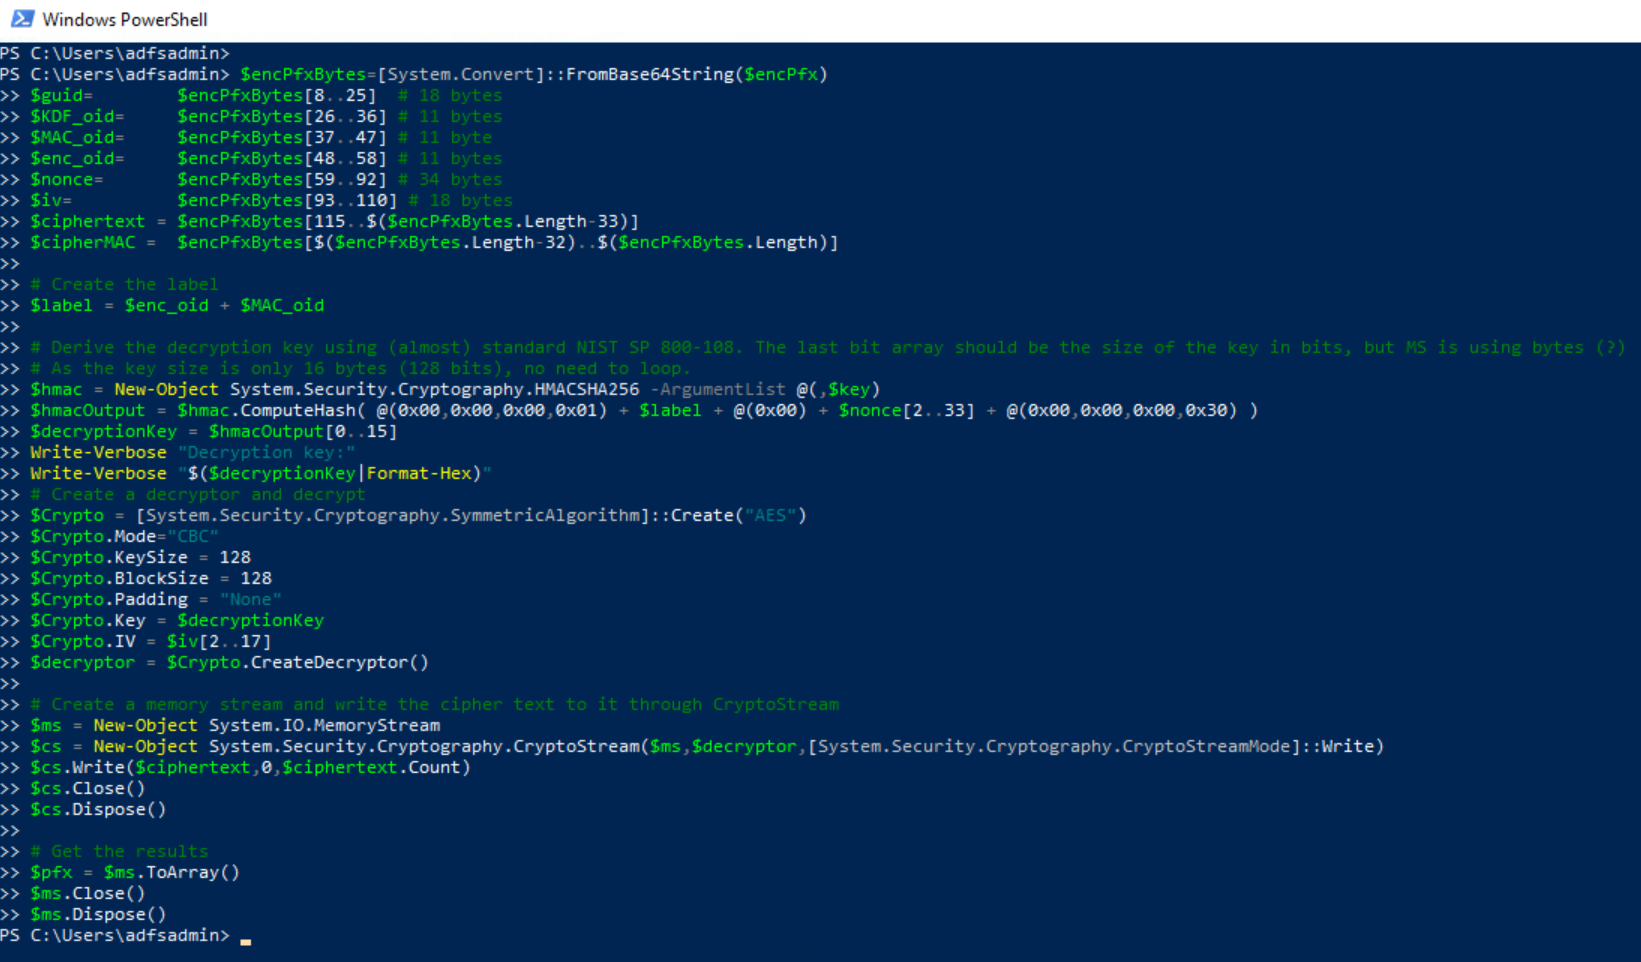 Windows PowerShell
PS C:\Users\adfsadmin>
PS C:\Users\adfsadmin> $encPfxBytes=[System.Convert]::FromBase64String($encPfx)
>> $guid=        $encPfxBytes[8..25]  # 18 bytes
>> $KDF_oid=     $encPfxBytes[26..36] # 11 bytes
>> $MAC_oid=     $encPfxBytes[37..47] # 11 byte
>> $enc_oid=     $encPfxBytes[48..58] # 11 bytes
>> $nonce=       $encPfxBytes[59..92] # 34 bytes
>> $iv=          $encPfxBytes[93..110] # 18 bytes
>> $ciphertext = $encPfxBytes[115..$($encPfxBytes.Length-33)]
>> $cipherMAC =  $encPfxBytes[$($encPfxBytes.Length-32)..$($encPfxBytes.Length)]
>>
>> # Create the label
>> $label = $enc_oid + $MAC_oid
>>
>> # Derive the decryption key using (almost) standard NIST SP 800-108. The last bit array should be the size of the key in bits, but MS is using bytes (?)
>> # As the key size is only 16 bytes (128 bits), no need to loop.
>> $hmac = New-Object System.Security.Cryptography.HMACSHA256 -ArgumentList @(,$key)
>> $hmacOutput = $hmac.ComputeHash( @(0x00,0x00,0x00,0x01) + $label + @(0x00) + $nonce[2..33] + @(0x00,0x00,0x00,0x30) )
>> $decryptionKey = $hmacOutput[0..15]
>> Write-Verbose "Decryption key:"
>> Write-Verbose "$($decryptionKey|Format-Hex)"
>> # Create a decryptor and decrypt
>> $Crypto = [System.Security.Cryptography.SymmetricAlgorithm]::Create("AES")
>> $Crypto.Mode="CBC"
>> $Crypto.KeySize = 128
>> $Crypto.BlockSize = 128
>> $Crypto.Padding = "None"
>> $Crypto.Key = $decryptionKey
>> $Crypto.IV = $iv[2..17]
>> $decryptor = $Crypto.CreateDecryptor()
>>
>> # Create a memory stream and write the cipher text to it through CryptoStream
>> $ms = New-Object System.IO.MemoryStream
>> $cs = New-Object System.Security.Cryptography.CryptoStream($ms,$decryptor,[System.Security.Cryptography.CryptoStreamMode]::Write)
>> $cs.Write($ciphertext,0,$ciphertext.Count)
>> $cs.Close()
>> $cs.Dispose()
>>
>> # Get the results
>> $pfx = $ms.ToArray()
>> $ms.Close()
>> $ms.Dispose()
PS C:\Users\adfsadmin>